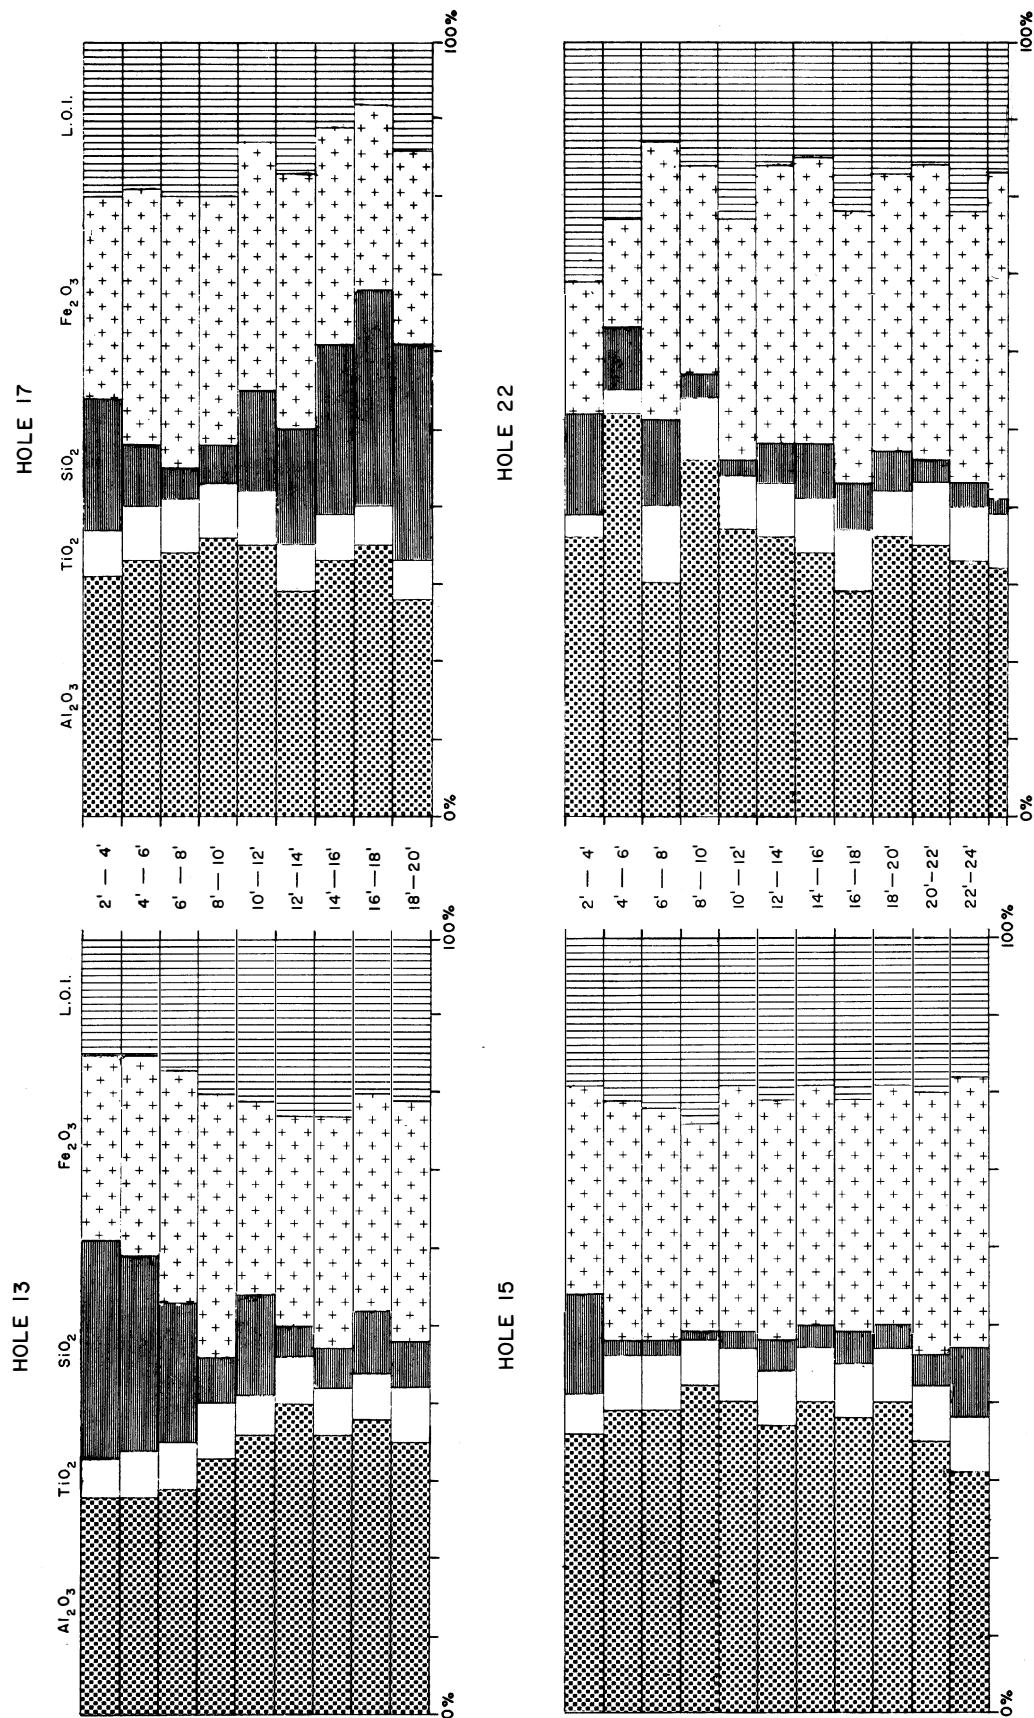 HOLE 13
Al₂O₃ TiO₂ SiO₂ Fe₂O₃ L.O.I.
0% 100%
HOLE 17
Al₂O₃ TiO₂ SiO₂ Fe₂O₃ L.O.I.
0% 100%
2' — 4'
4' — 6'
6' — 8'
8' — 10'
10' — 12'
12' — 14'
14' — 16'
16' — 18'
18' — 20'
HOLE 15
0% 100%
HOLE 22
0% 100%
2' — 4'
4' — 6'
6' — 8'
8' — 10'
10' — 12'
12' — 14'
14' — 16'
16' — 18'
18' — 20'
20' — 22'
22' — 24'